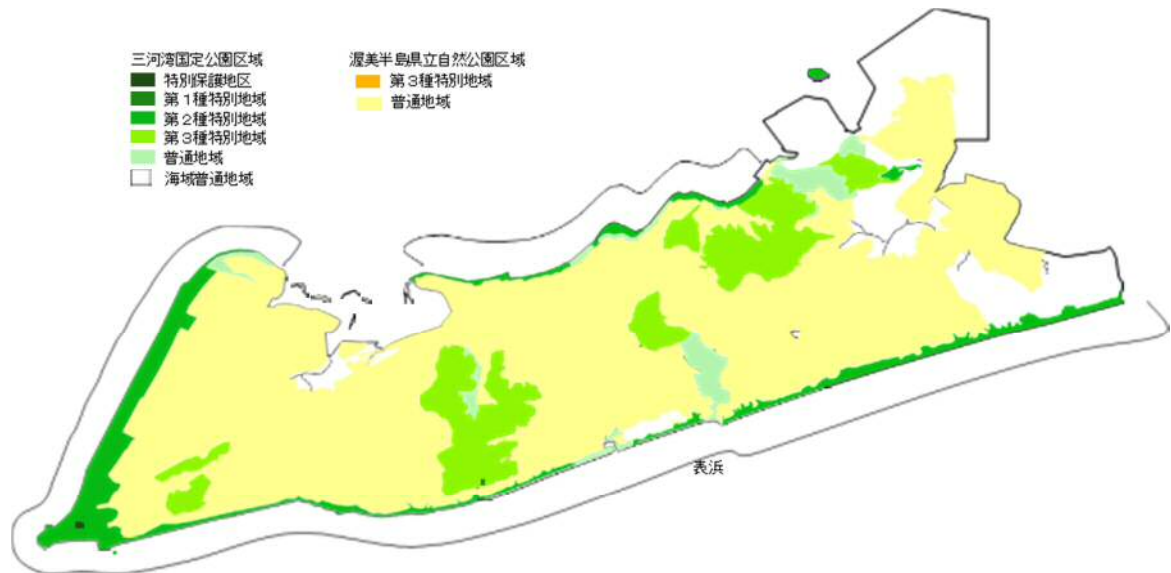 三河湾国定公園区域
特別保護地区
第1種特別地域
第2種特別地域
第3種特別地域
普通地域
海域普通地域
渥美半島県立自然公園区域
第3種特別地域
普通地域
表浜